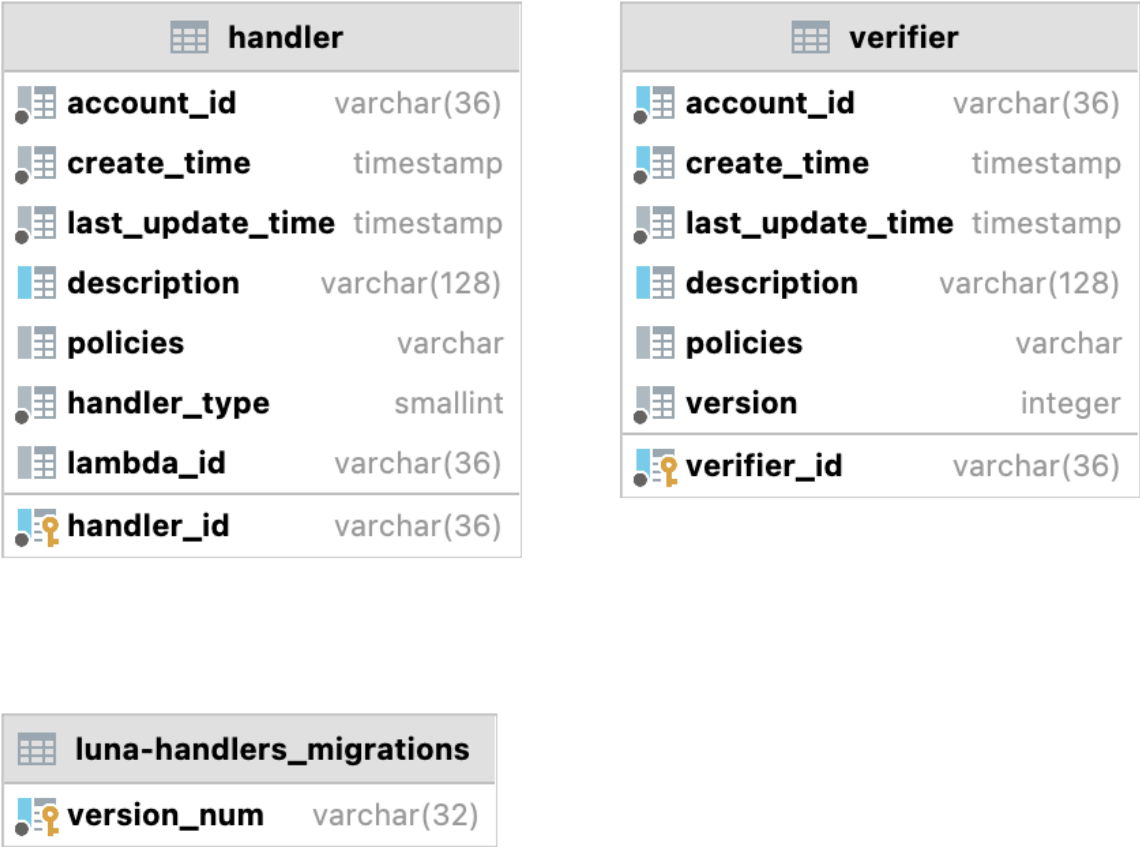 handler
account_id varchar(36)
create_time timestamp
last_update_time timestamp
description varchar(128)
policies varchar
handler_type smallint
lambda_id varchar(36)
handler_id varchar(36)
verifier
account_id varchar(36)
create_time timestamp
last_update_time timestamp
description varchar(128)
policies varchar
version integer
verifier_id varchar(36)
luna-handlers_migrations
version_num varchar(32)